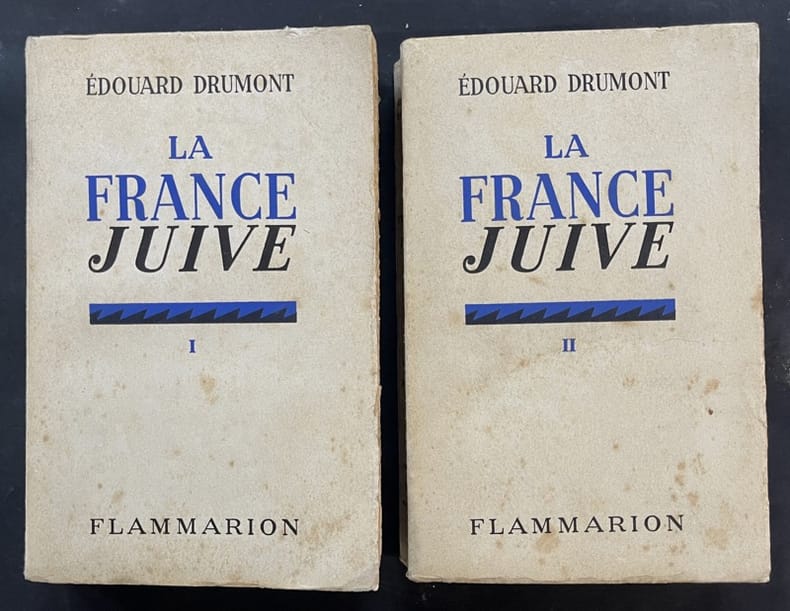 ÉDOUARD DRUMONT
LA
FRANCE
JUIVE
I
FLAMMARION
ÉDOUARD DRUMONT
LA
FRANCE
JUIVE
II
FLAMMARION